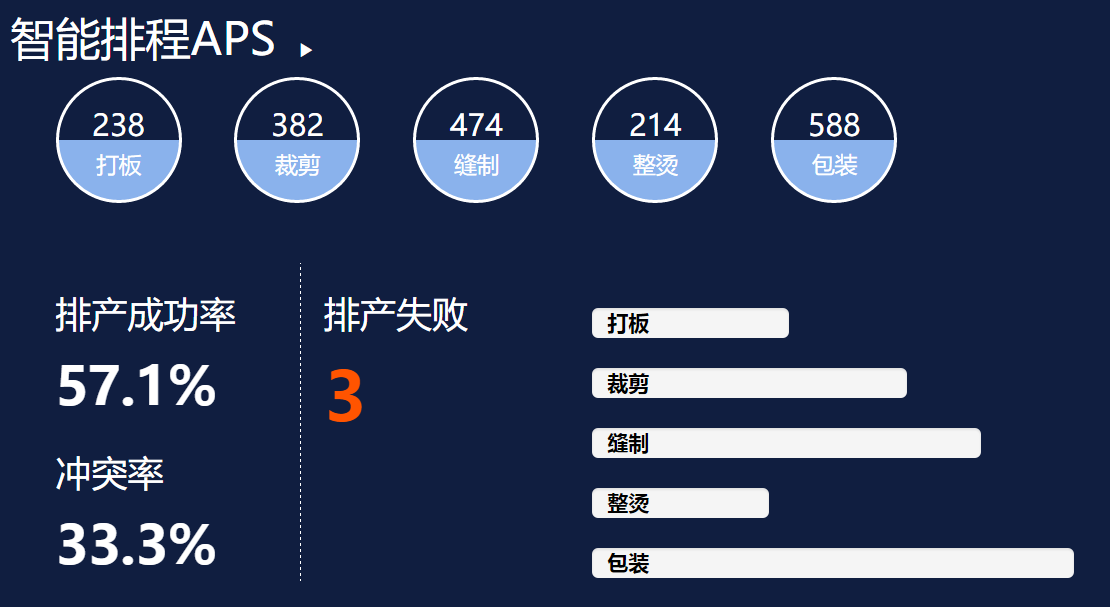 智能排程APS
238
打板
382
裁剪
474
缝制
214
整烫
588
包装
排产成功率
57.1%
冲突率
33.3%
排产失败
3
打板
裁剪
缝制
整烫
包装